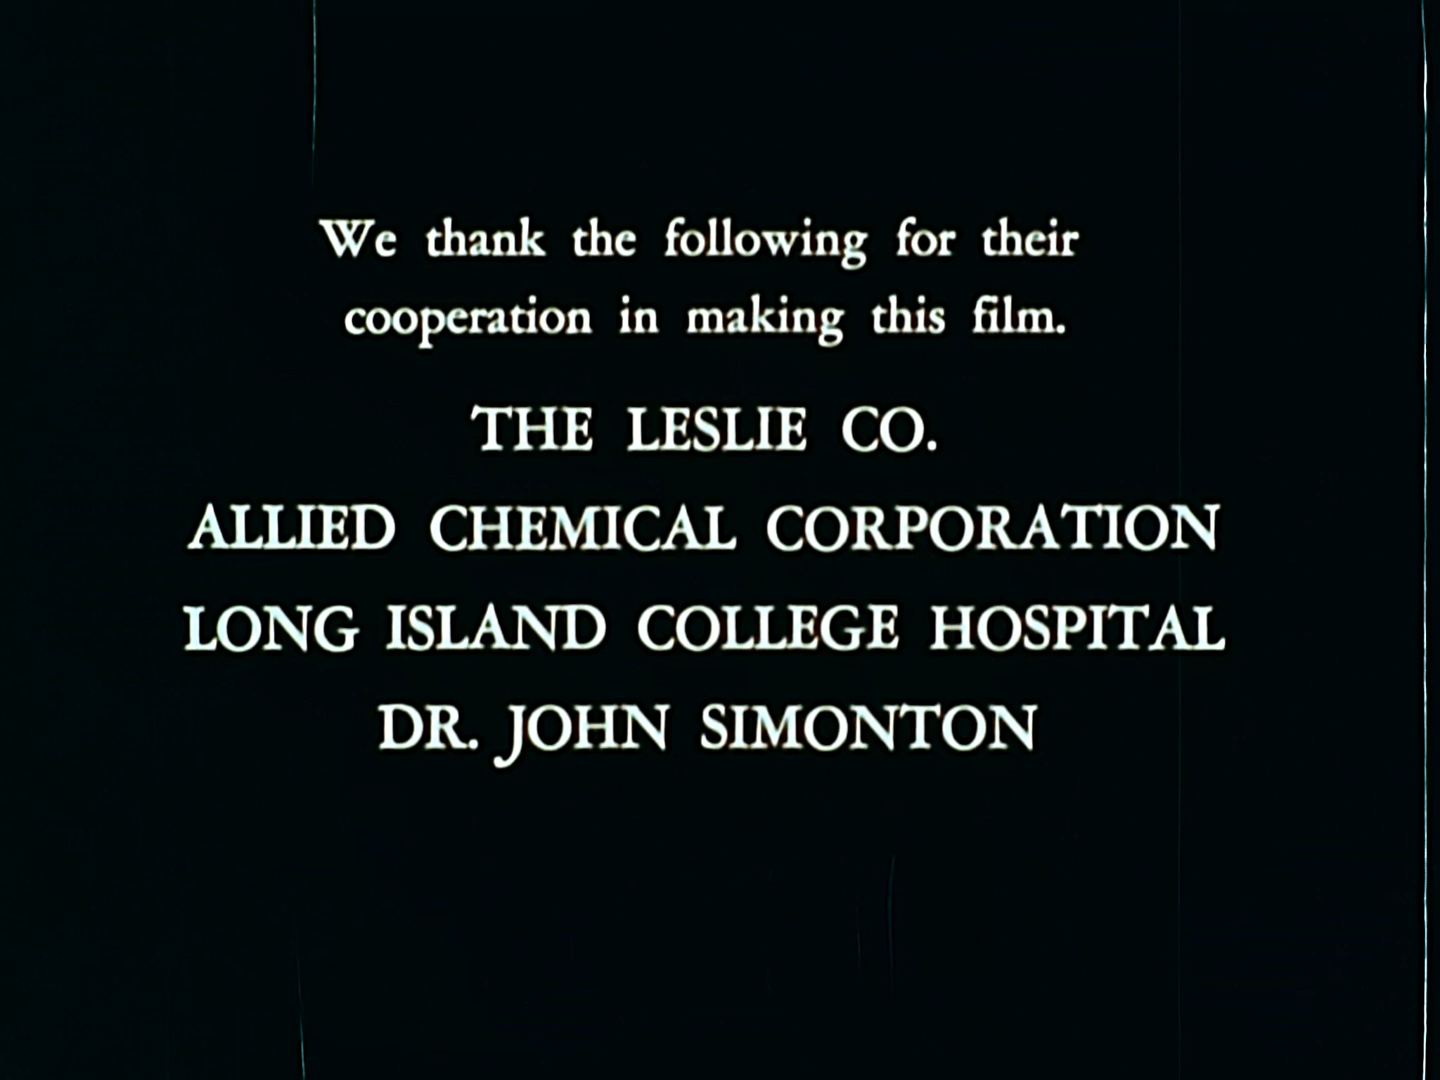 We thank the following for their
cooperation in making this film.
THE LESLIE CO.
ALLIED CHEMICAL CORPORATION
LONG ISLAND COLLEGE HOSPITAL
DR. JOHN SIMONTON